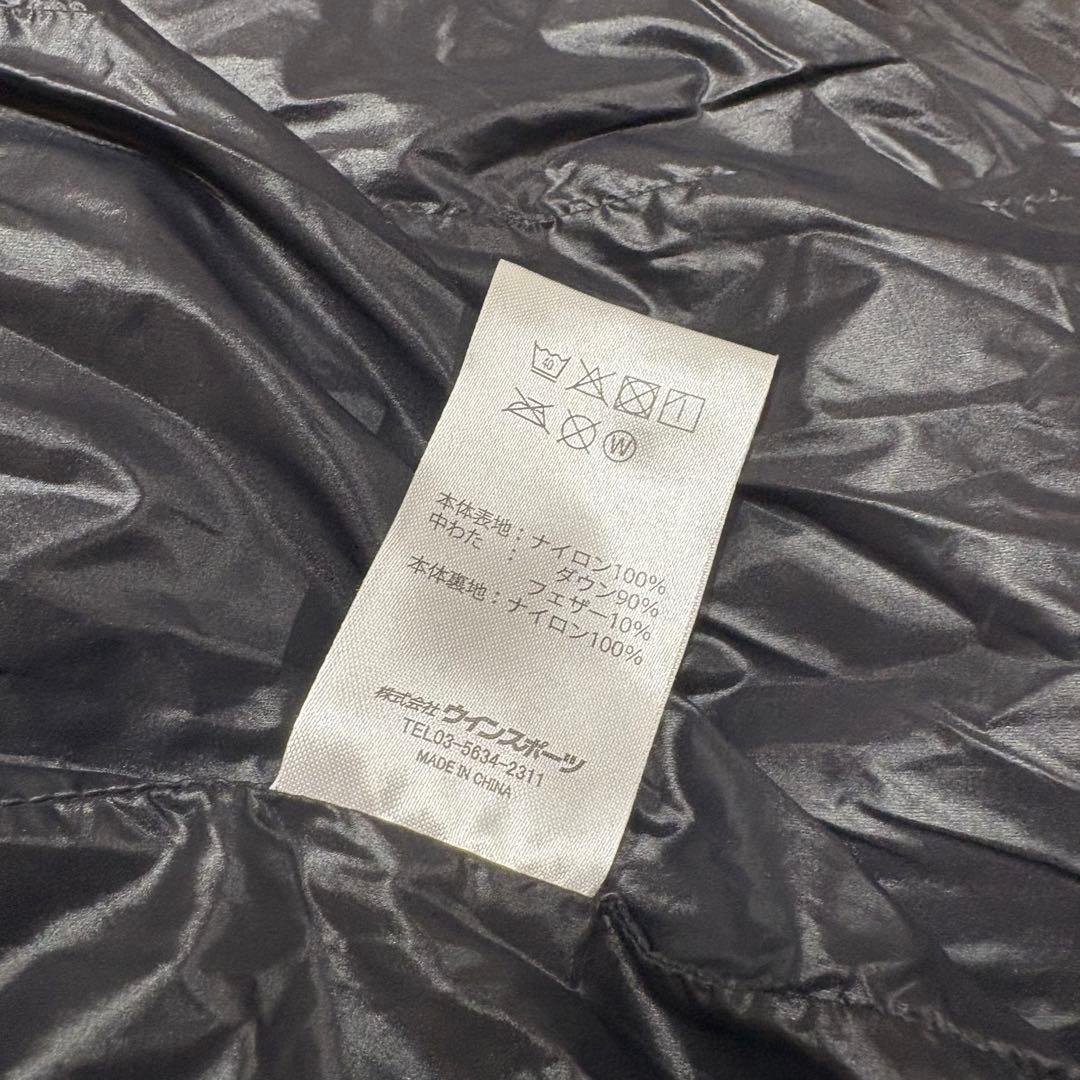 40
W
本体表地:ナイロン100%
中わた: ダウン90%
フェザー10%
本体裏地:ナイロン100%
株式会社 ウインスポーツ
TEL03-5634-2311
MADE IN CHINA